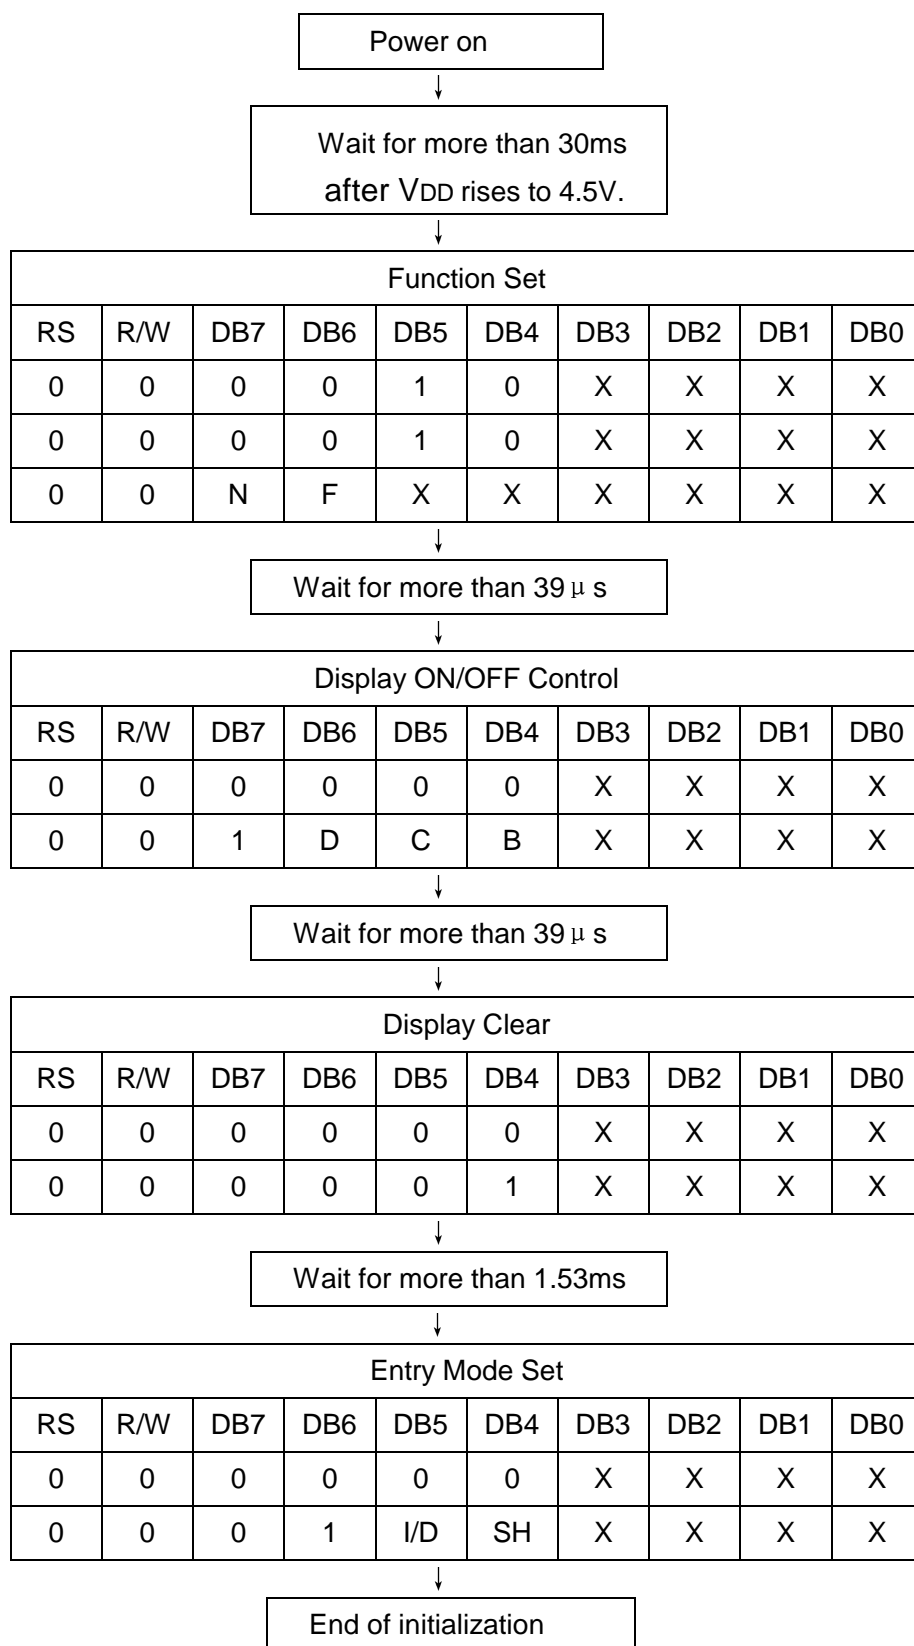 Power on
Wait for more than 30ms
after VDD rises to 4.5V.
Function Set
RS R/W DB7 DB6 DB5 DB4 DB3 DB2 DB1 DB0
0 0 0 0 1 0 X X X X
0 0 0 0 1 0 X X X X
0 0 N F X X X X X X
Wait for more than 39 μ s
Display ON/OFF Control
RS R/W DB7 DB6 DB5 DB4 DB3 DB2 DB1 DB0
0 0 0 0 0 0 X X X X
0 0 1 D C B X X X X
Wait for more than 39 μ s
Display Clear
RS R/W DB7 DB6 DB5 DB4 DB3 DB2 DB1 DB0
0 0 0 0 0 0 X X X X
0 0 0 0 0 1 X X X X
Wait for more than 1.53ms
Entry Mode Set
RS R/W DB7 DB6 DB5 DB4 DB3 DB2 DB1 DB0
0 0 0 0 0 0 X X X X
0 0 0 1 I/D SH X X X X
End of initialization